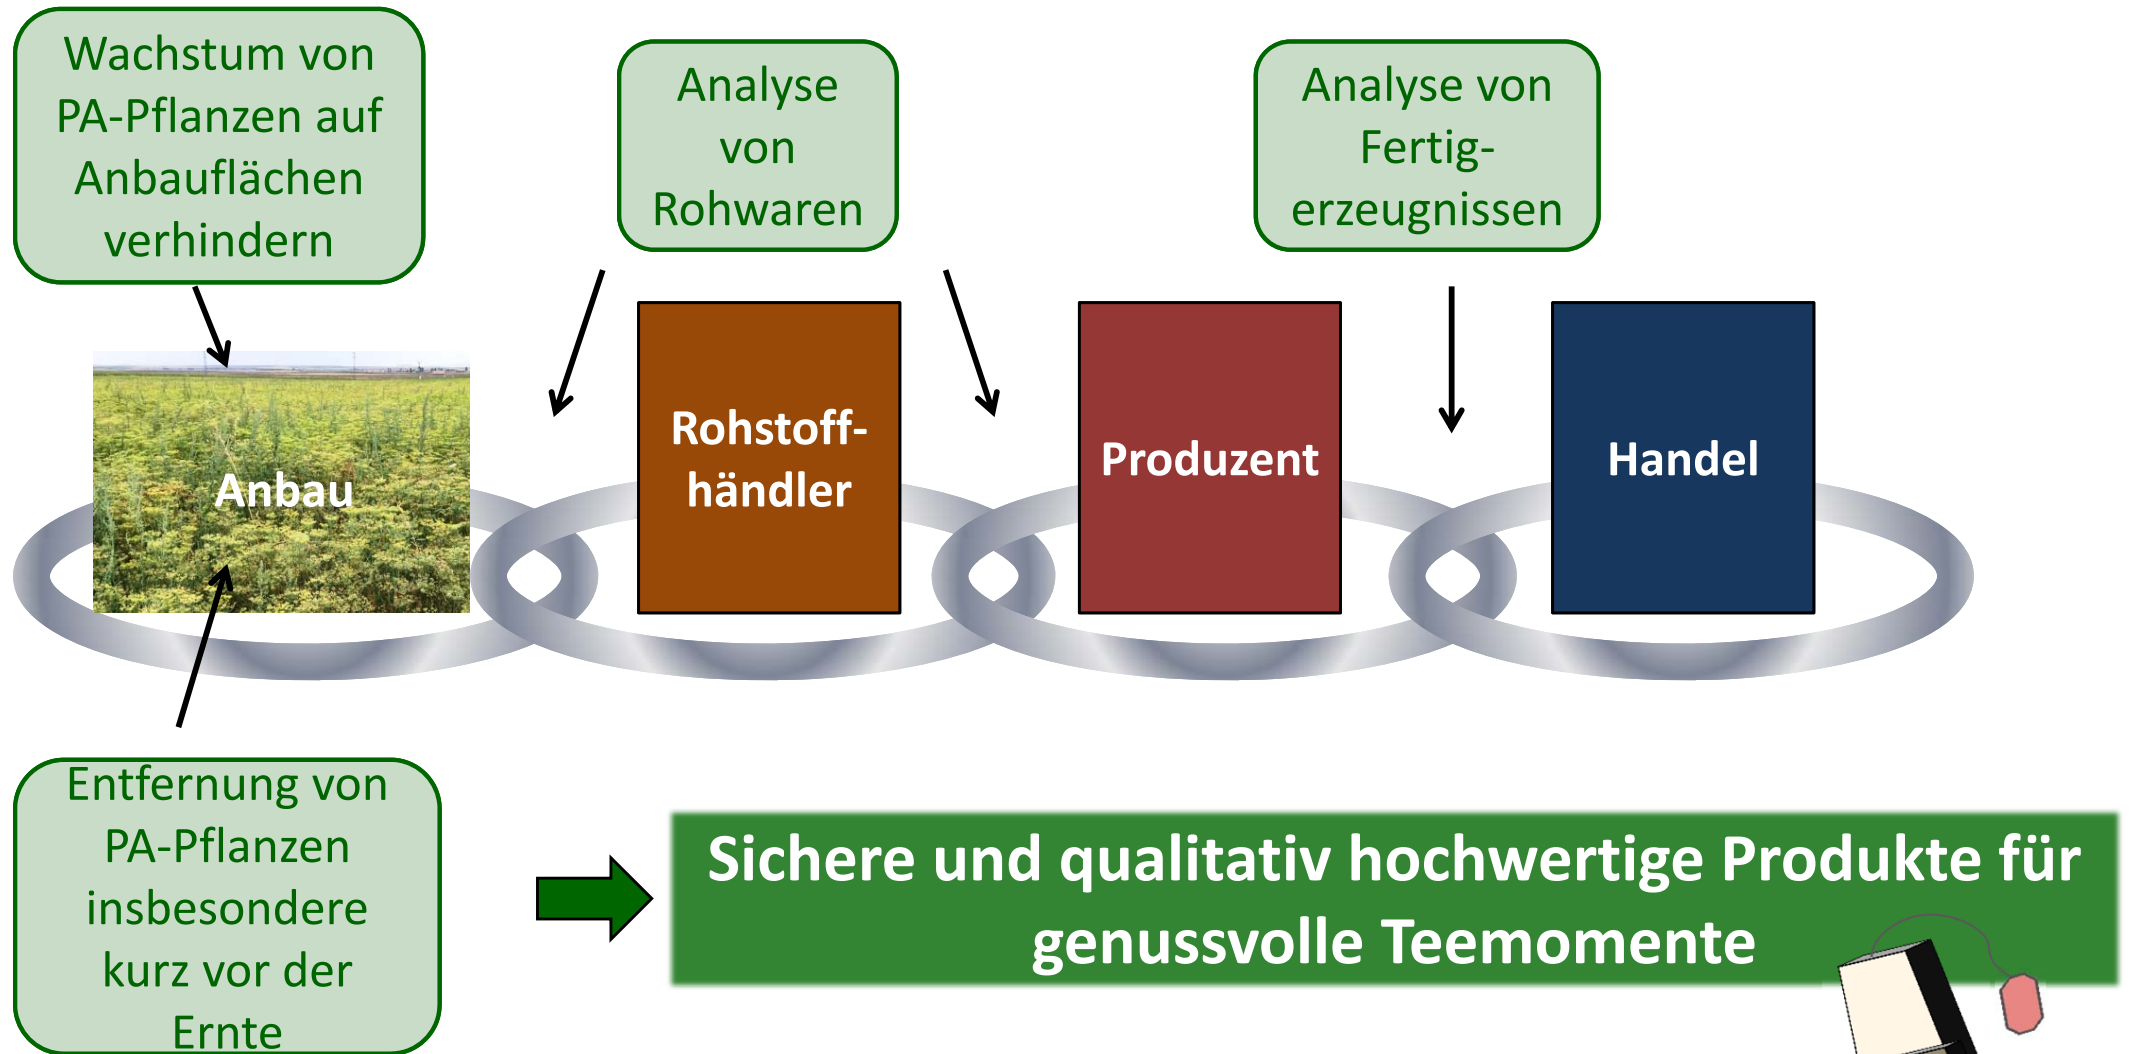 Wachstum von
PA-Pflanzen auf
Anbauflächen
verhindern
Analyse
von
Rohwaren
Analyse von
Fertig-
erzeugnissen
Anbau
Rohstoff-
händler
Produzent
Handel
Entfernung von
PA-Pflanzen
insbesondere
kurz vor der
Ernte
Sichere und qualitativ hochwertige Produkte für
genussvolle Teemomente